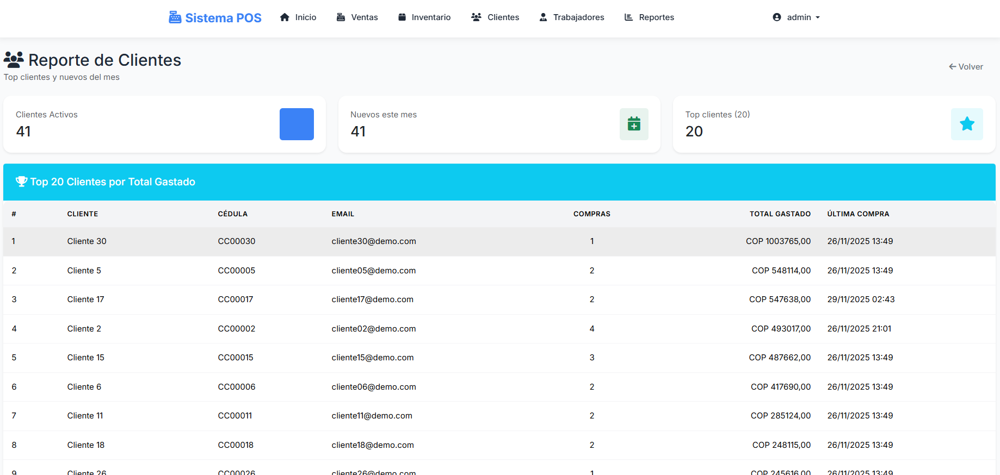 Sistema POS Inicio Ventas Inventario Clientes Trabajadores Reportes admin
Reporte de Clientes
Top clientes y nuevos del mes
Volver
Clientes Activos
41
Nuevos este mes
41
Top clientes (20)
20
Top 20 Clientes por Total Gastado
# CLIENTE CÉDULA EMAIL COMPRAS TOTAL GASTADO ÚLTIMA COMPRA
1 Cliente 30 CC00030 cliente30@demo.com 1 COP 1003765,00 26/11/2025 13:49
2 Cliente 5 CC00005 cliente05@demo.com 2 COP 548114,00 26/11/2025 13:49
3 Cliente 17 CC00017 cliente17@demo.com 2 COP 547638,00 29/11/2025 02:43
4 Cliente 2 CC00002 cliente02@demo.com 4 COP 493017,00 26/11/2025 21:01
5 Cliente 15 CC00015 cliente15@demo.com 3 COP 487662,00 26/11/2025 13:49
6 Cliente 6 CC00006 cliente06@demo.com 2 COP 417690,00 26/11/2025 13:49
7 Cliente 11 CC00011 cliente11@demo.com 2 COP 285124,00 26/11/2025 13:49
8 Cliente 18 CC00018 cliente18@demo.com 2 COP 248115,00 26/11/2025 13:49
9 Cliente 26 CC00026 cliente26@demo.com 1 COP 245616,00 26/11/2025 13:49